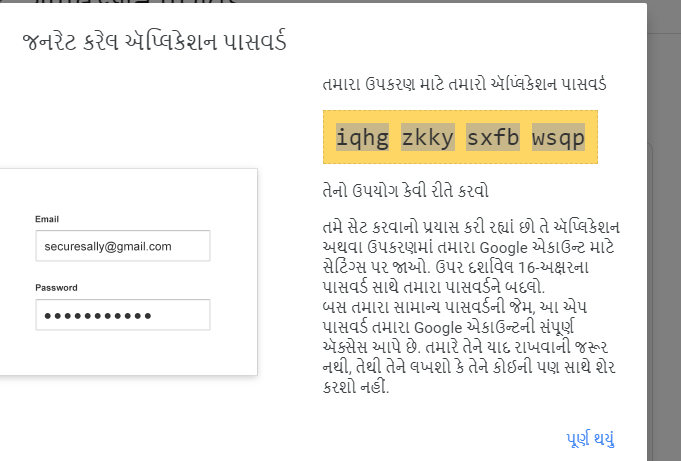 જનરેટ કરેલ ઍપ્લિકેશન પાસવર્ડ
તમારા ઉપકરણ માટે તમારો ઍપ્લિકેશન પાસવર્ડ
iqhg zkky sxfb wsqp
તેનો ઉપયોગ કેવી રીતે કરવો
Email
securesally@gmail.com
Password
તમે સેટ કરવાનો પ્રયાસ કરી રહ્યાં છો તે ઍપ્લિકેશન
અથવા ઉપકરણમાં તમારા Google એકાઉન્ટ માટે
સેટિંગ્સ પર જાઓ. ઉપર દર્શાવેલ 16-અક્ષરના
પાસવર્ડ સાથે તમારા પાસવર્ડને બદલો.
બસ તમારા સામાન્ય પાસવર્ડની જેમ, આ એપ
પાસવર્ડ તમારા Google એકાઉન્ટની સંપૂર્ણ
ઍક્સેસ આપે છે. તમારે તેને યાદ રાખવાની જરૂર
નથી, તેથી તેને લખશો કે તેને કોઈની પણ સાથે શેર
કરશો નહીં.
પૂર્ણ થયું